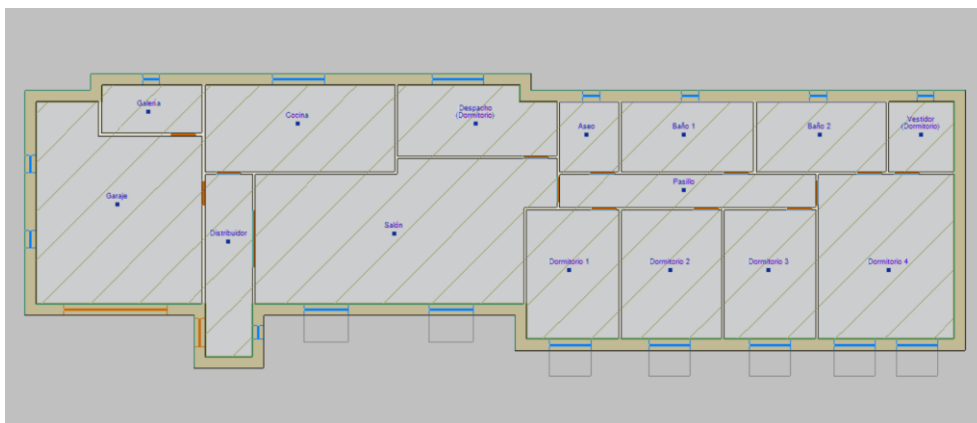 Galería
Cocina
Despacho
(Dormitorio)
Aseo
Baño 1
Baño 2
Vestidor
(Dormitorio)
Garaje
Distribuidor
Salón
Pasillo
Dormitorio 1
Dormitorio 2
Dormitorio 3
Dormitorio 4